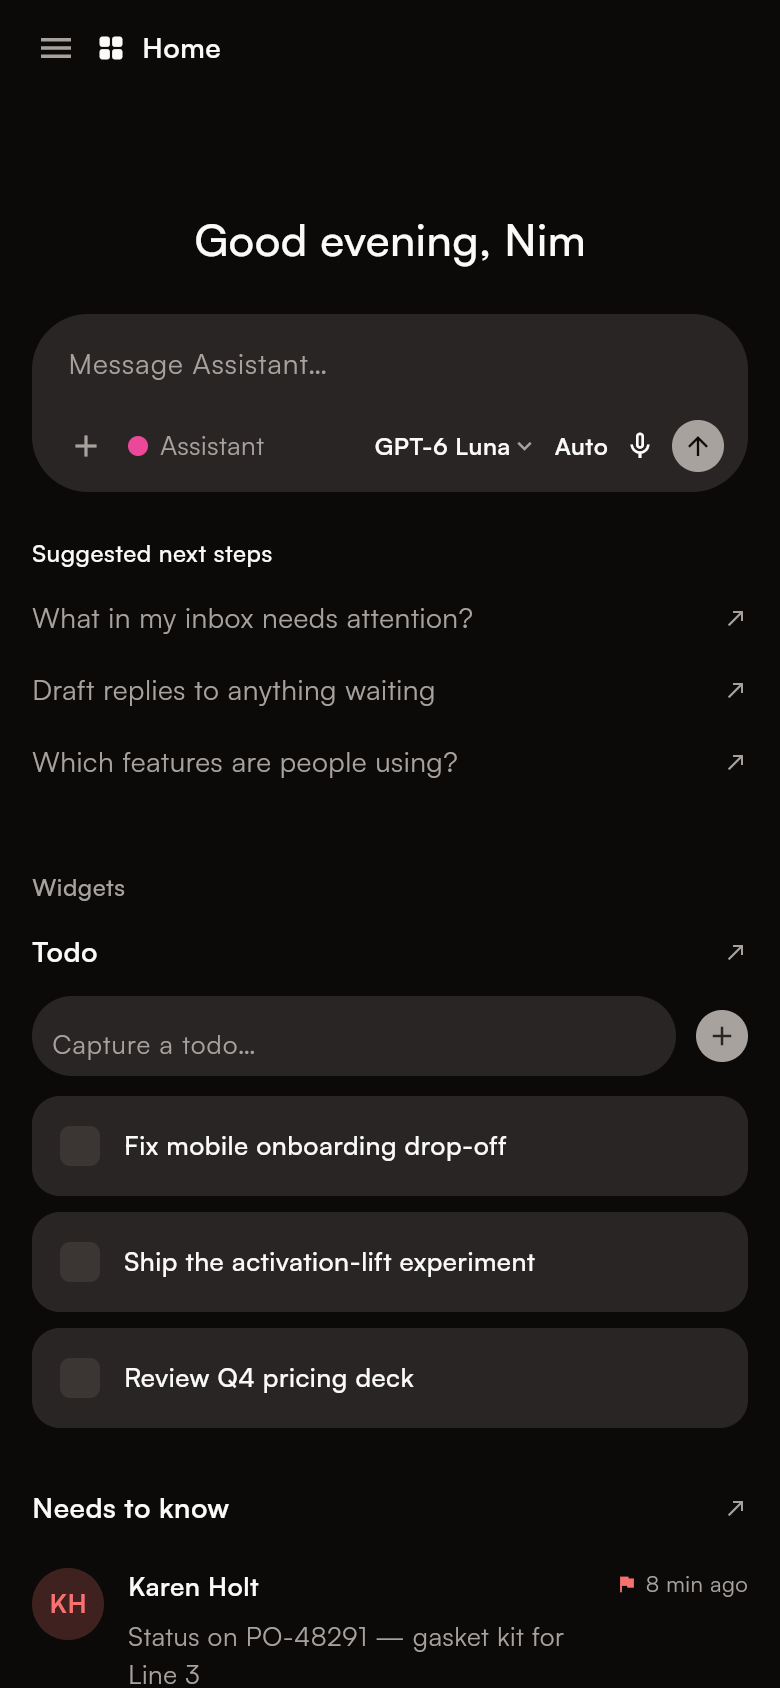 Home
Good evening, Nim
Message Assistant…
Assistant
GPT-6 Luna
Auto
Suggested next steps
What in my inbox needs attention?
Draft replies to anything waiting
Which features are people using?
Widgets
Todo
Capture a todo…
Fix mobile onboarding drop-off
Ship the activation-lift experiment
Review Q4 pricing deck
Needs to know
KH
Karen Holt
8 min ago
Status on PO-48291 — gasket kit for
Line 3